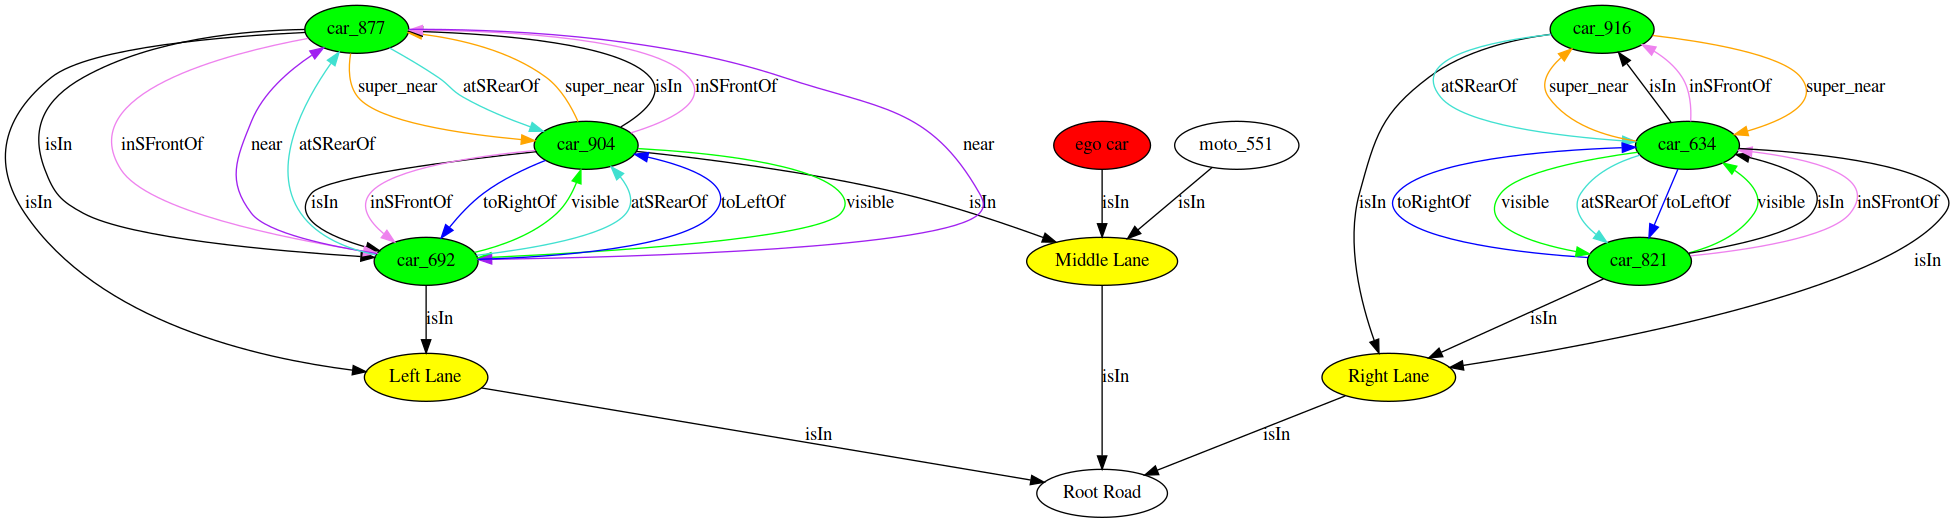 car_877
car_916
super_near
atSRearOf
super_near
isIn
inSFrontOf
atSRearOf
super_near
isIn
inSFrontOf
super_near
isIn
inSFrontOf
near
atSRearOf
car_904
ego car
moto_551
car_634
near
isIn
isIn
inSFrontOf
toRightOf
visible
atSRearOf
toLeftOf
visible
isIn
isIn
isIn
isIn
toRightOf
visible
atSRearOf
toLeftOf
visible
isIn
inSFrontOf
car_692
Middle Lane
car_821
isIn
isIn
isIn
Left Lane
isIn
Right Lane
isIn
isIn
Root Road